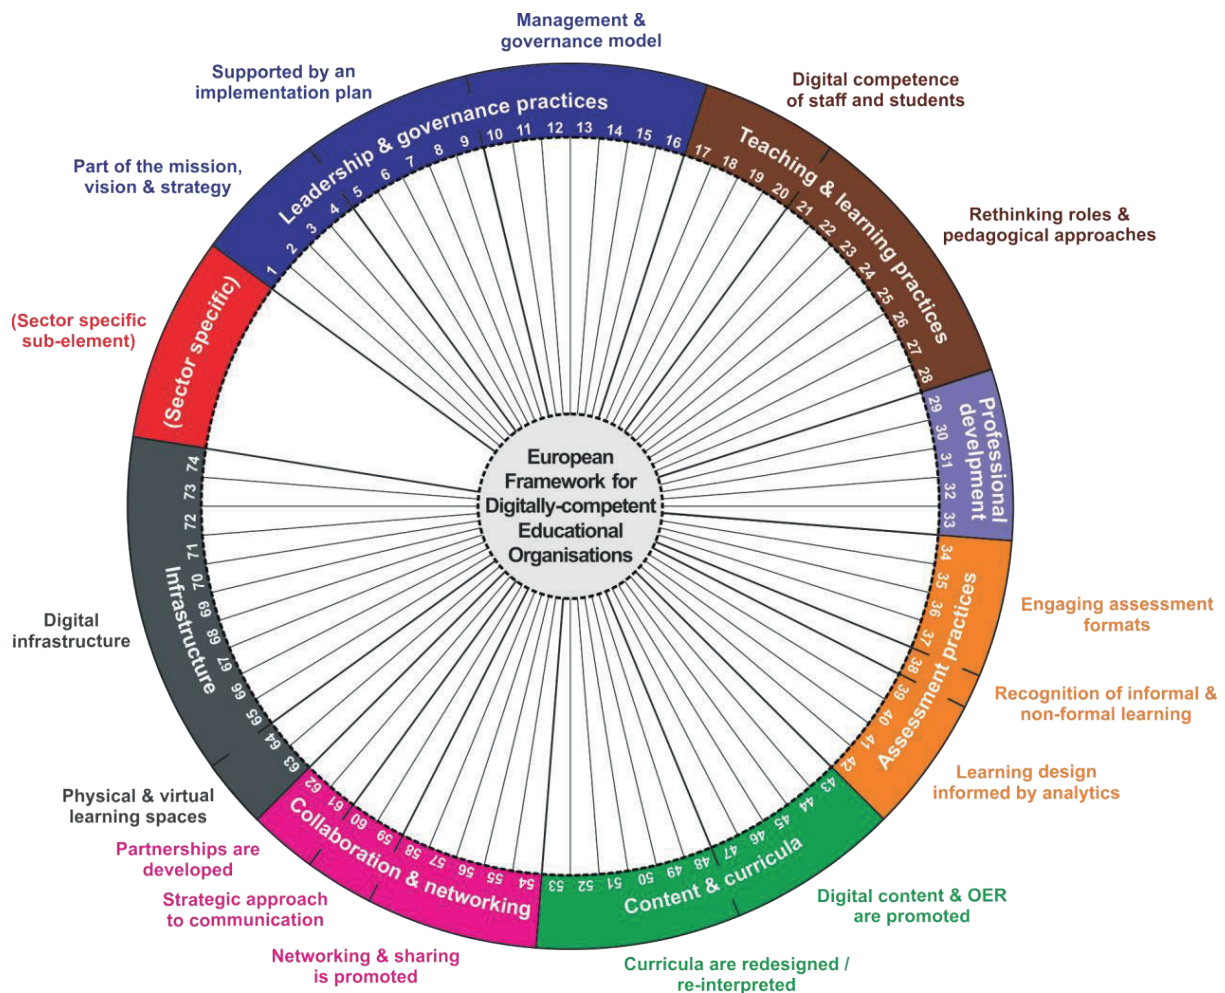 Management &
governance model
Supported by an
implementation plan
Digital competence
of staff and students
Part of the mission,
vision & strategy
Rethinking roles &
pedagogical approaches
(Sector specific
sub-element)
Leadership & governance practices
1 2 3 4 5 6 7 8 9 10 11 12 13 14 15 16
Teaching & learning practices
17 18 19 20 21 22 23 24 25 26 27 28
Professional
develpment
29 30 31 32 33
Assessment practices
34 35 36 37 38 39 40 41 42
Content & curricula
43 44 45 46 47 48 49 50 51 52 53
Collaboration & networking
54 55 56 57 58 59 60 61 62
Infrastructure
63 64 65 66 67 68 69 70 71 72 73 74
(Sector specific)
European
Framework for
Digitally-competent
Educational
Organisations
Engaging assessment
formats
Recognition of informal &
non-formal learning
Learning design
informed by analytics
Digital content & OER
are promoted
Curricula are redesigned /
re-interpreted
Networking & sharing
is promoted
Strategic approach
to communication
Partnerships are
developed
Physical & virtual
learning spaces
Digital
infrastructure